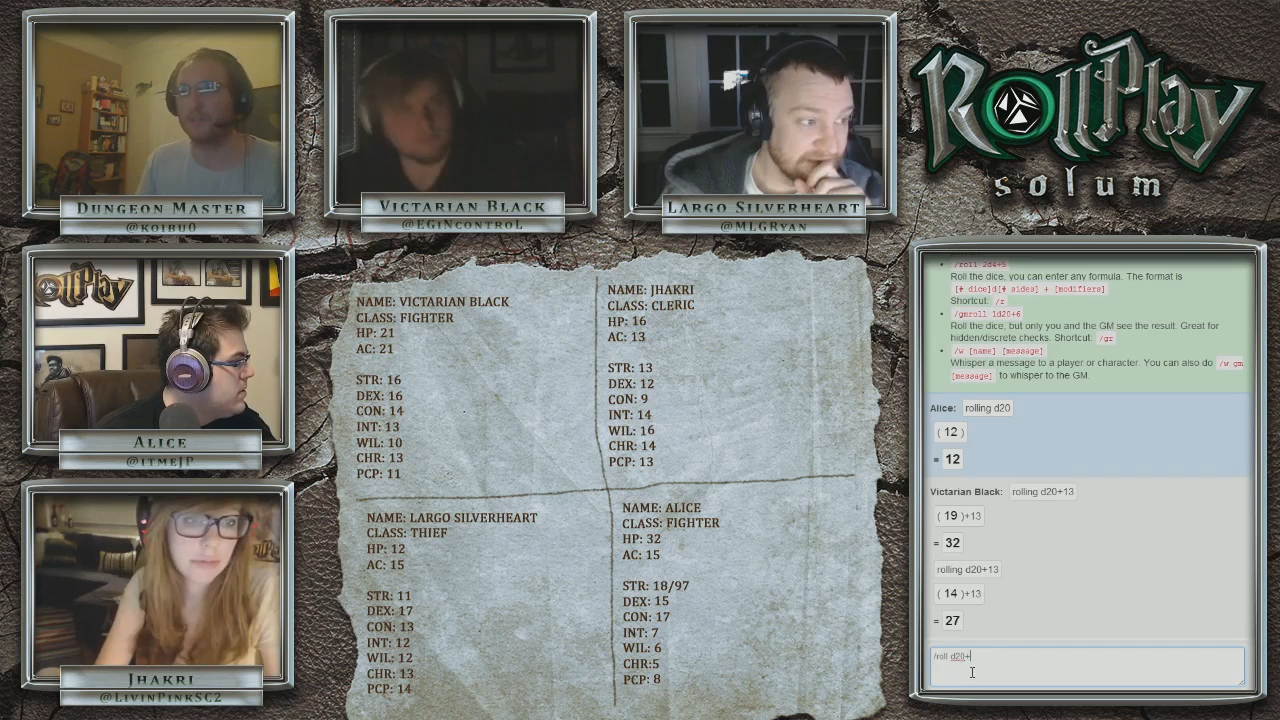 DUNGEON MASTER
@KOIBU0
VICTARIAN BLACK
@EGINCONTROL
LARGO SILVERHEART
@MLGRYAN
ROLLPLAY
solum
ALICE
@ITMEJP
JHAKRI
@LIVINPINKSC2
NAME: VICTARIAN BLACK
CLASS: FIGHTER
HP: 21
AC: 21
STR: 16
DEX: 16
CON: 14
INT: 13
WIL: 10
CHR: 13
PCP: 11
NAME: JHAKRI
CLASS: CLERIC
HP: 16
AC: 13
STR: 13
DEX: 12
CON: 9
INT: 14
WIL: 16
CHR: 14
PCP: 13
NAME: LARGO SILVERHEART
CLASS: THIEF
HP: 12
AC: 15
STR: 11
DEX: 17
CON: 13
INT: 12
WIL: 12
CHR: 13
PCP: 14
NAME: ALICE
CLASS: FIGHTER
HP: 32
AC: 15
STR: 18/97
DEX: 15
CON: 17
INT: 7
WIL: 6
CHR:5
PCP: 8
/roll 2d4+5
Roll the dice, you can enter any formula. The format is
[# dice]d[# sides] + [modifiers]
Shortcut: /r
/gmroll 1d20+6
Roll the dice, but only you and the GM see the result. Great for
hidden/discrete checks. Shortcut: /gr
/w [name] [message]
Whisper a message to a player or character. You can also do /w gm
[message] to whisper to the GM.
Alice: rolling d20
( 12 )
= 12
Victarian Black: rolling d20+13
( 19 )+13
= 32
rolling d20+13
( 14 )+13
= 27
/roll d20+